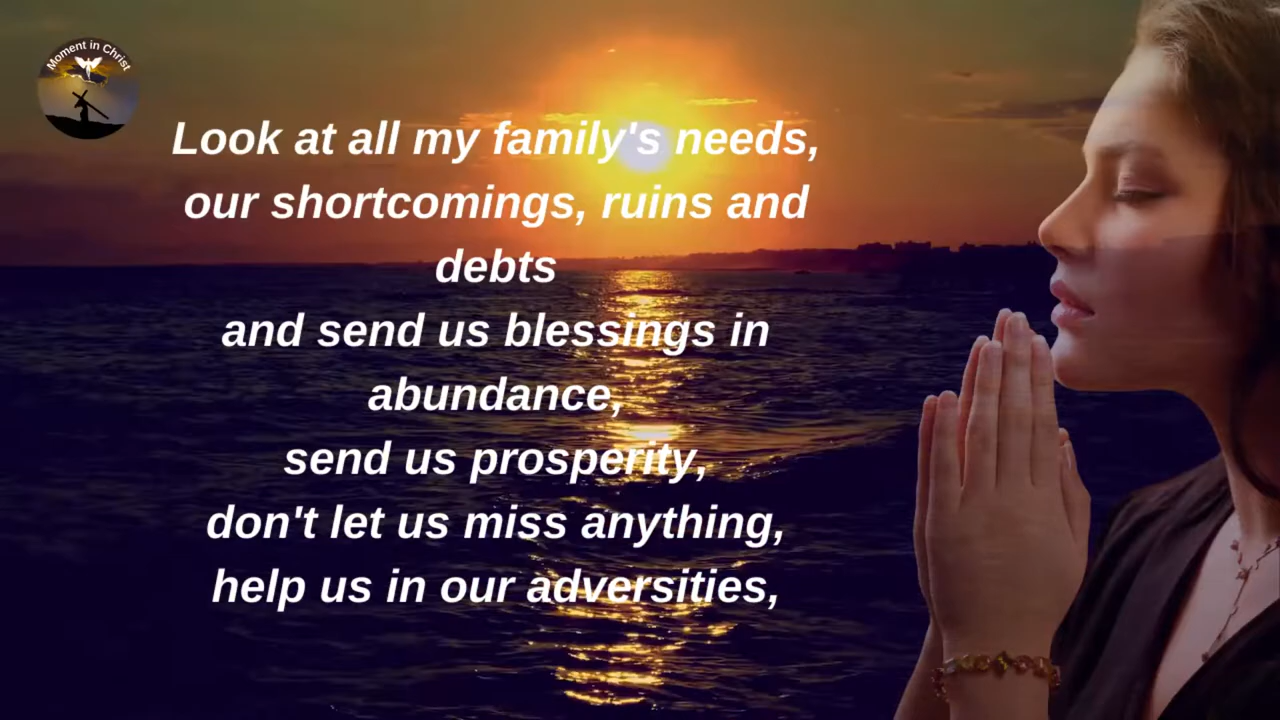 Moment in Christ
Look at all my family's needs,
our shortcomings, ruins and
debts
and send us blessings in
abundance,
send us prosperity,
don't let us miss anything,
help us in our adversities,